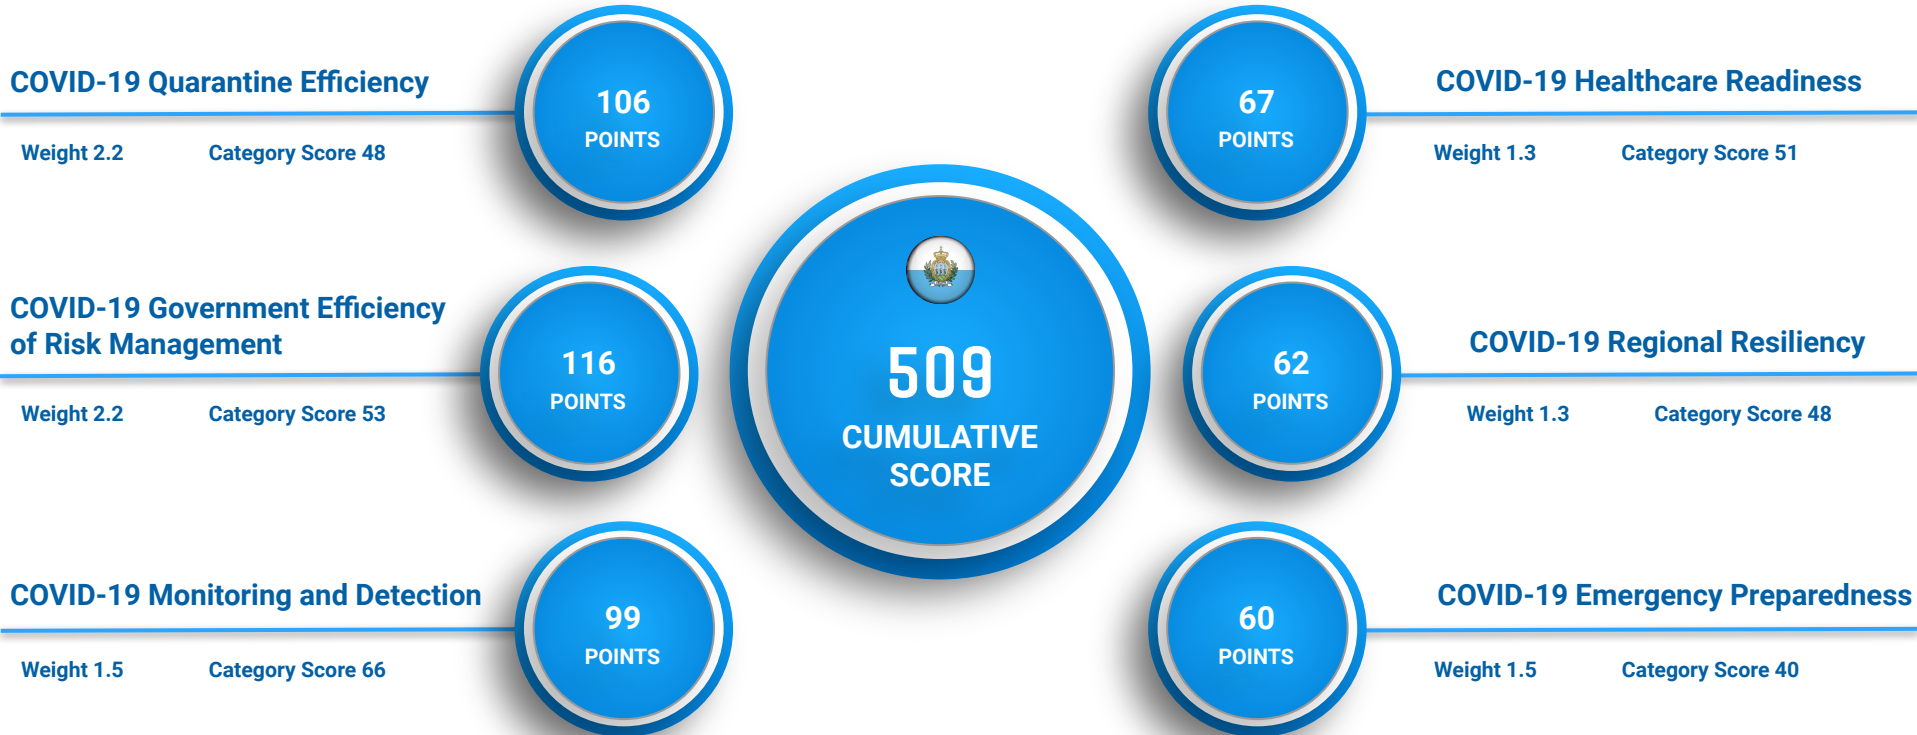 COVID-19 Quarantine Efficiency
Weight 2.2 Category Score 48
106
POINTS
COVID-19 Government Efficiency
of Risk Management
Weight 2.2 Category Score 53
116
POINTS
COVID-19 Monitoring and Detection
Weight 1.5 Category Score 66
99
POINTS
509
CUMULATIVE
SCORE
67
POINTS
COVID-19 Healthcare Readiness
Weight 1.3 Category Score 51
62
POINTS
COVID-19 Regional Resiliency
Weight 1.3 Category Score 48
60
POINTS
COVID-19 Emergency Preparedness
Weight 1.5 Category Score 40